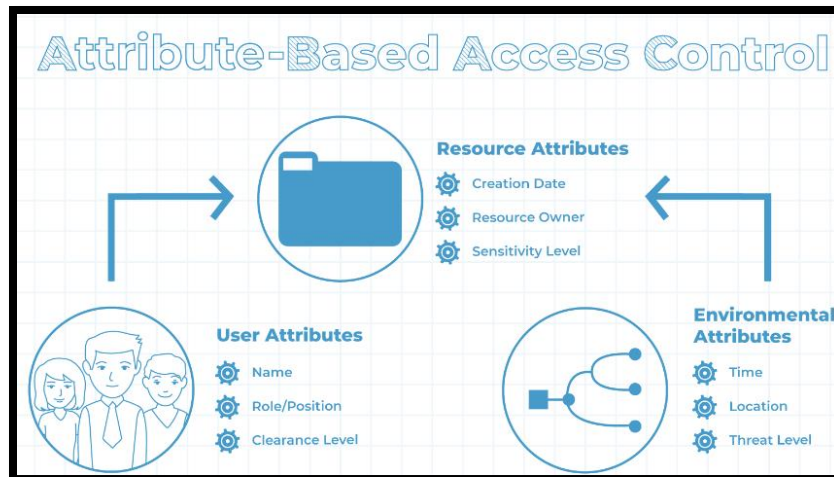 Attribute-Based Access Control
Resource Attributes
Creation Date
Resource Owner
Sensitivity Level
User Attributes
Name
Role/Position
Clearance Level
Environmental
Attributes
Time
Location
Threat Level